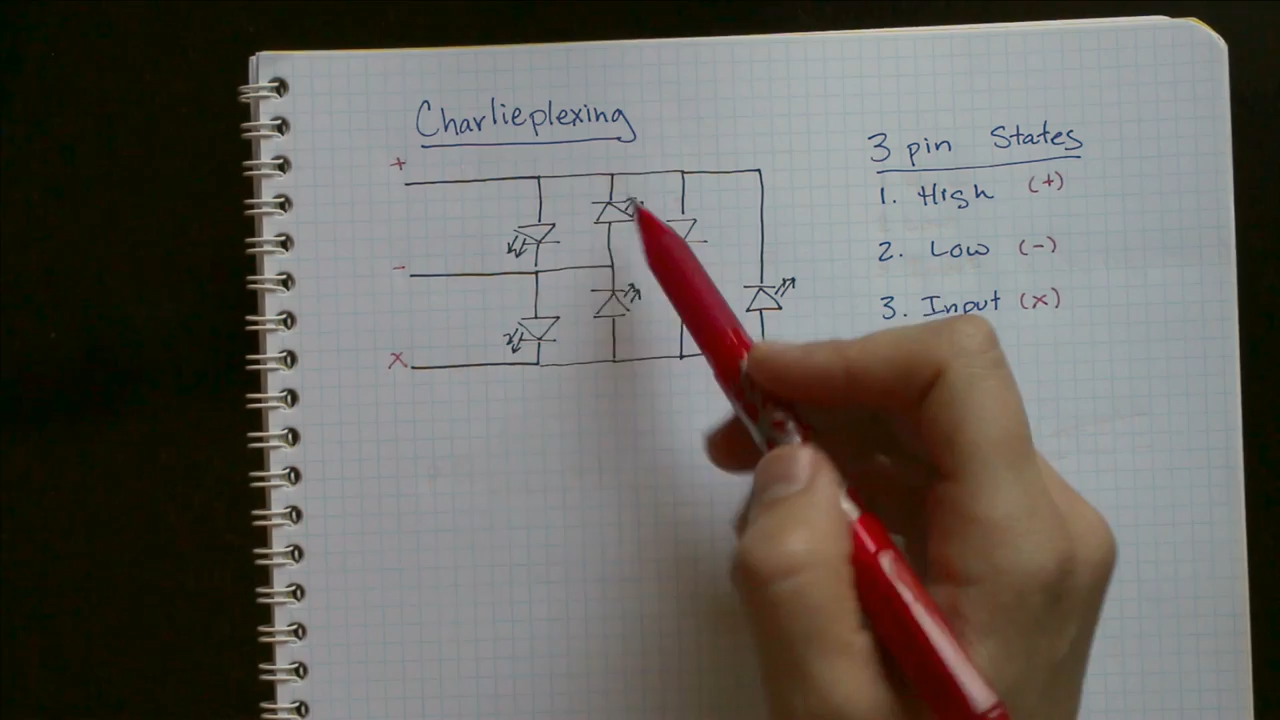 Charlieplexing
+
-
x
3 pin States
1. High (+)
2. Low (-)
3. Input (x)